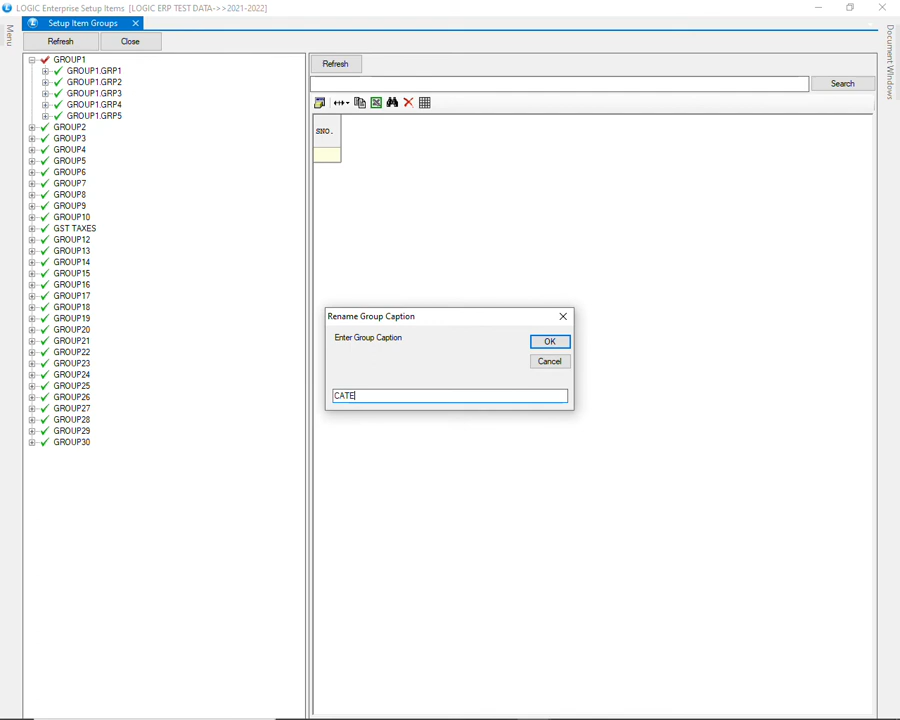 LOGIC Enterprise Setup Items [LOGIC ERP TEST DATA->>2021-2022]
Menu
Setup Item Groups
Document Windows
Refresh Close
GROUP1
GROUP1.GRP1
GROUP1.GRP2
GROUP1.GRP3
GROUP1.GRP4
GROUP1.GRP5
GROUP2
GROUP3
GROUP4
GROUP5
GROUP6
GROUP7
GROUP8
GROUP9
GROUP10
GST TAXES
GROUP12
GROUP13
GROUP14
GROUP15
GROUP16
GROUP17
GROUP18
GROUP19
GROUP20
GROUP21
GROUP22
GROUP23
GROUP24
GROUP25
GROUP26
GROUP27
GROUP28
GROUP29
GROUP30
Refresh
Search
SNO.
Rename Group Caption
Enter Group Caption
OK
Cancel
CATE